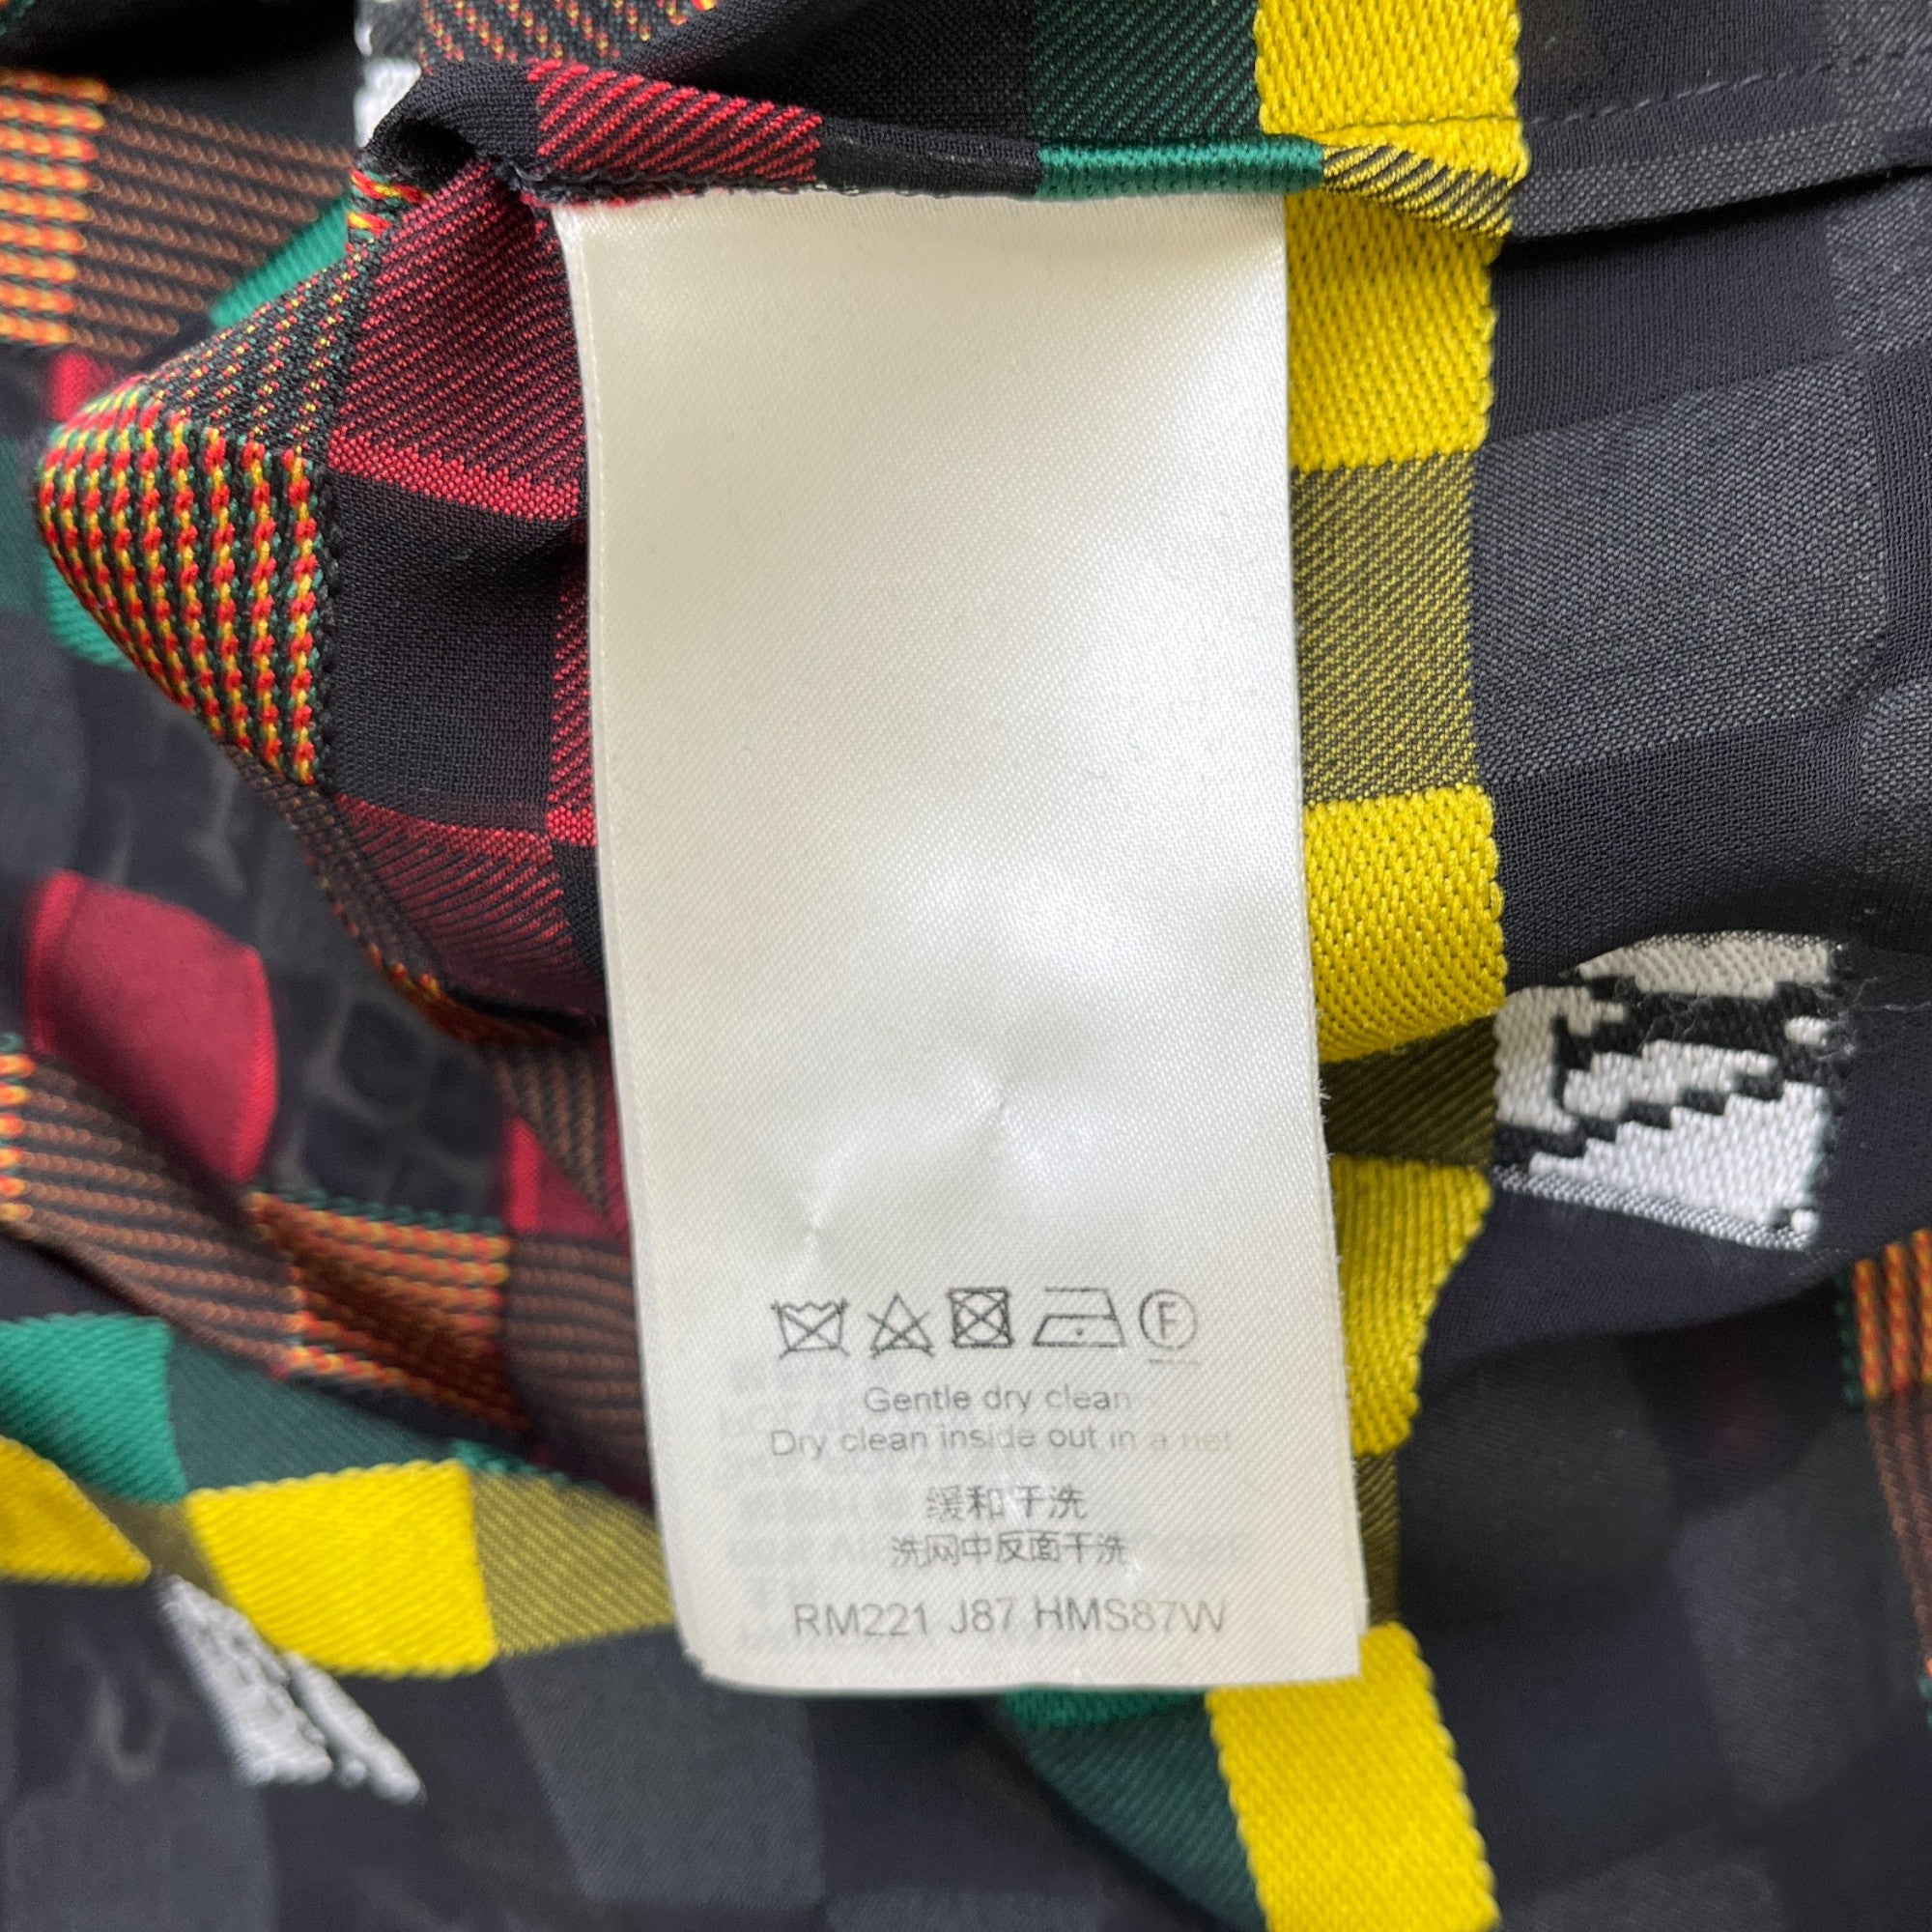 F
Gentle dry clean
Dry clean inside out in a net
缓和干洗
洗网中反面干洗
RM221 J87 HMS87W